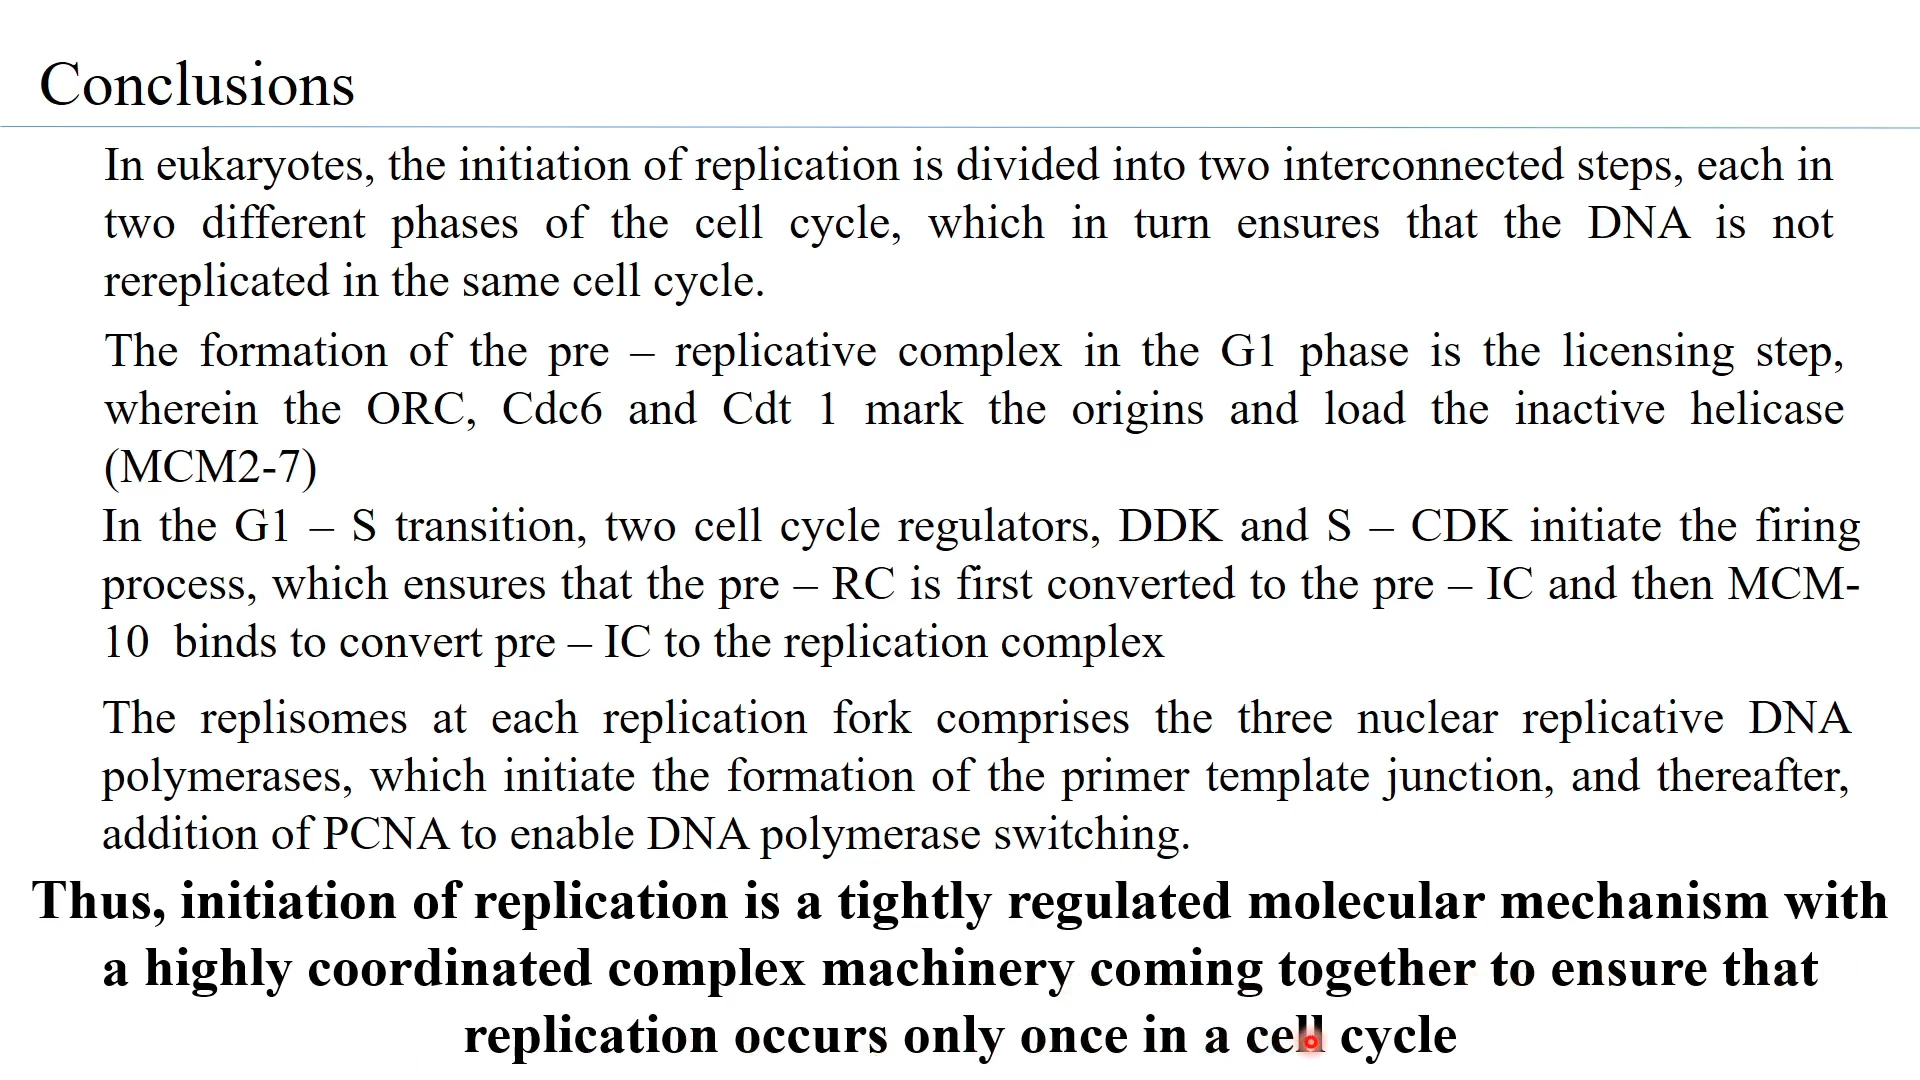 Conclusions
In eukaryotes, the initiation of replication is divided into two interconnected steps, each in
two different phases of the cell cycle, which in turn ensures that the DNA is not
rereplicated in the same cell cycle.
The formation of the pre – replicative complex in the G1 phase is the licensing step,
wherein the ORC, Cdc6 and Cdt 1 mark the origins and load the inactive helicase
(MCM2-7)
In the G1 – S transition, two cell cycle regulators, DDK and S – CDK initiate the firing
process, which ensures that the pre – RC is first converted to the pre – IC and then MCM-
10 binds to convert pre – IC to the replication complex
The replisomes at each replication fork comprises the three nuclear replicative DNA
polymerases, which initiate the formation of the primer template junction, and thereafter,
addition of PCNA to enable DNA polymerase switching.
Thus, initiation of replication is a tightly regulated molecular mechanism with
a highly coordinated complex machinery coming together to ensure that
replication occurs only once in a cell cycle